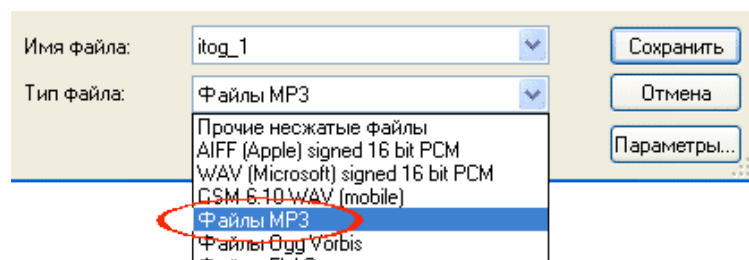 Имя файла: itog_1 Сохранить
Тип файла: Файлы MP3 Отмена
Прочие несжатые файлы
AIFF (Apple) signed 16 bit PCM Параметры...
WAV (Microsoft) signed 16 bit PCM
GSM 6.10 WAV (mobile)
Файлы MP3
Файлы Ogg Vorbis